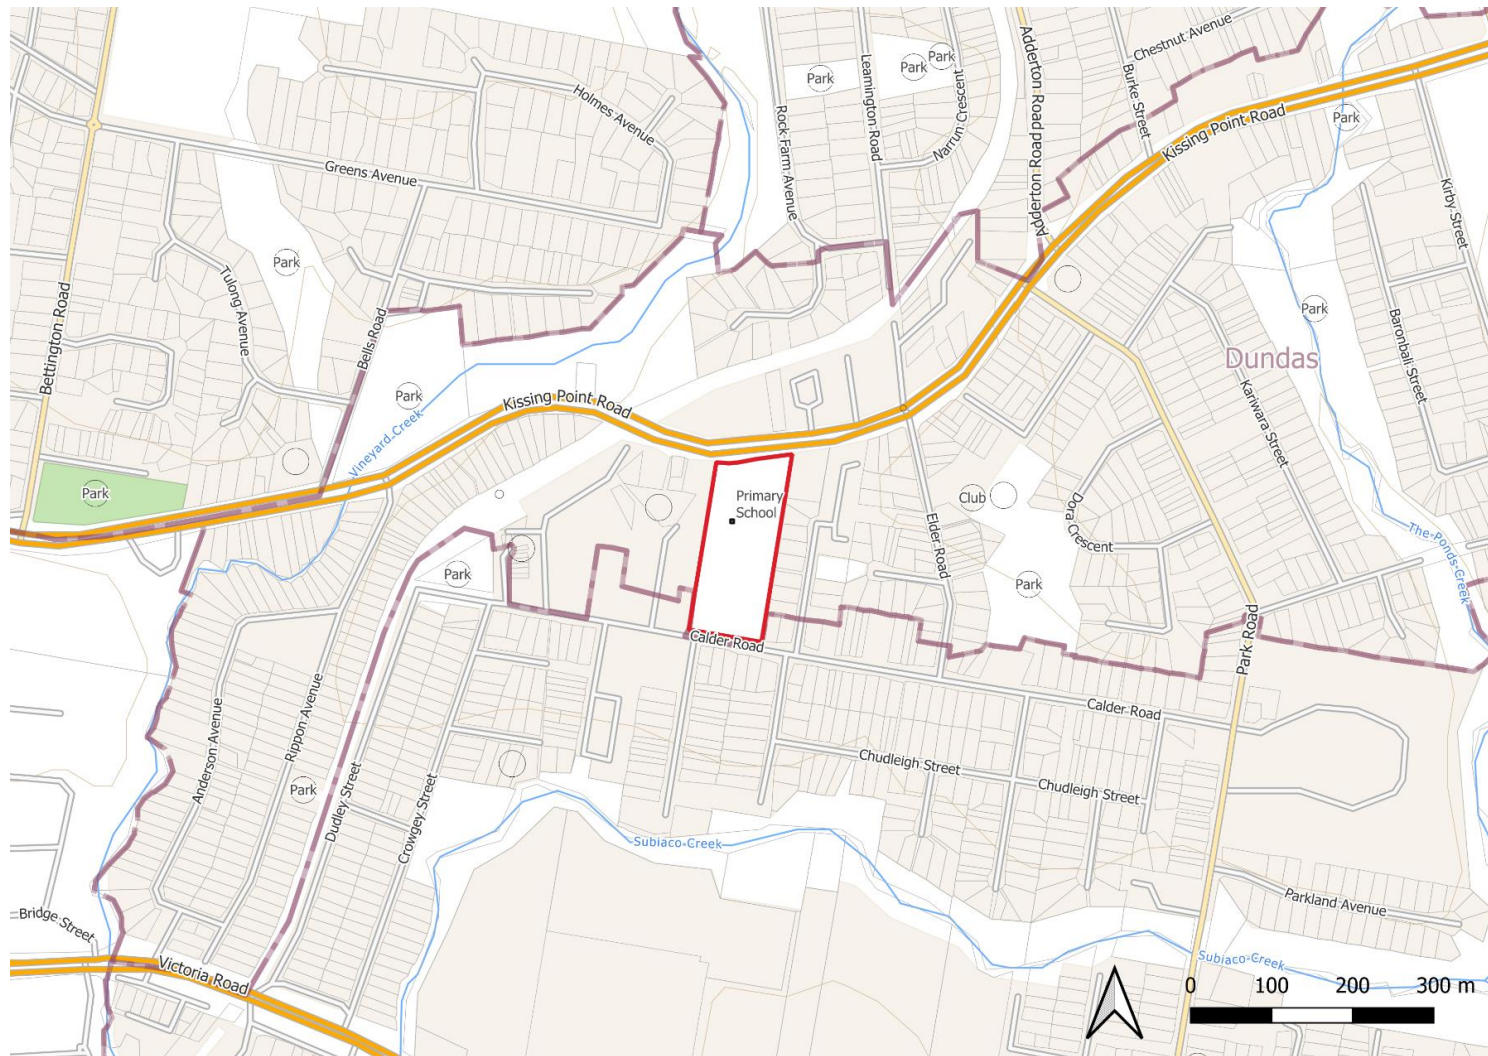 Chestnut Avenue
Park
Park
Park
Adderton Road
Burke Street
Leamington Road
Holmes Avenue
Narrun Crescent
Rock Farm Avenue
Kissing Point Road
Park
Greens Avenue
Adderton Road
Kirby Street
Park
Tulong Avenue
Bettington Road
Bells Road
Park
Baronbali Street
Dundas
Park
Kissing Point Road
Kariwara Street
Vineyard Creek
Park
Primary
School
Club
Dora Crescent
Elder Road
The Ponds Creek
Park
Park
Calder Road
Park Road
Rippon Avenue
Anderson Avenue
Calder Road
Chudleigh Street
Chudleigh Street
Park
Dudley Street
Crowgey Street
Subiaco Creek
Parkland Avenue
Bridge Street
Victoria Road
Subiaco Creek
0 100 200 300 m